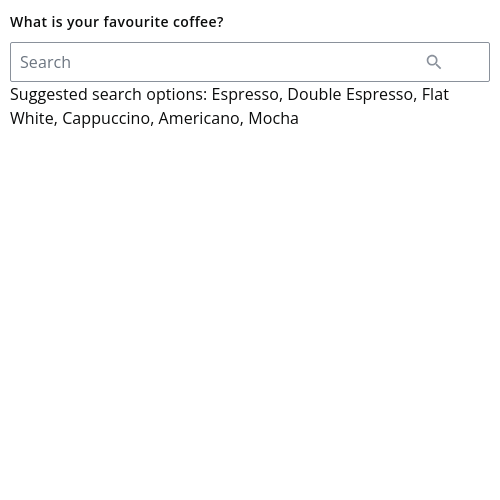 What is your favourite coffee?
Search
Suggested search options: Espresso, Double Espresso, Flat
White, Cappuccino, Americano, Mocha